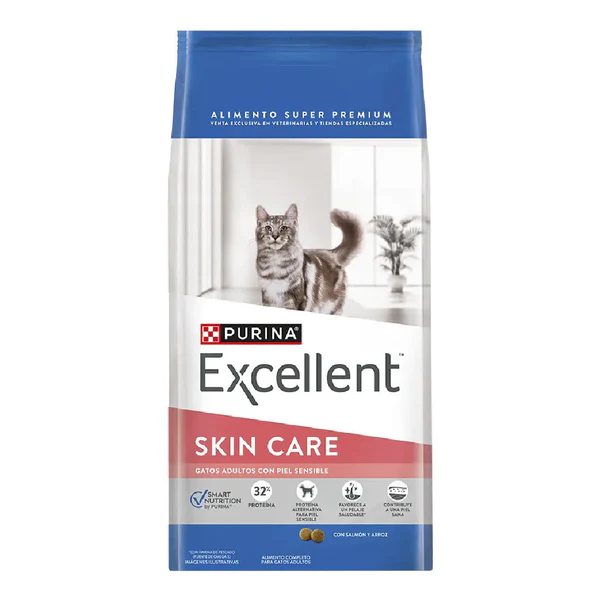 ALIMENTO SUPER PREMIUM
VENTA EXCLUSIVA EN VETERINARIAS Y TIENDAS ESPECIALIZADAS
PURINA®
Excellent™
SKIN CARE
GATOS ADULTOS CON PIEL SENSIBLE
SMART
NUTRITION
by PURINA®
32%
PROTEÍNA
PROTEÍNA
ALTERNATIVA
PARA PIEL
SENSIBLE
FAVORECE A
UN PELAJE
SALUDABLE*
CONTRIBUYE
A UNA PIEL
SANA
CON SALMÓN Y ARROZ
IMÁGENES ILUSTRATIVAS
ALIMENTO COMPLETO
PARA GATOS ADULTOS